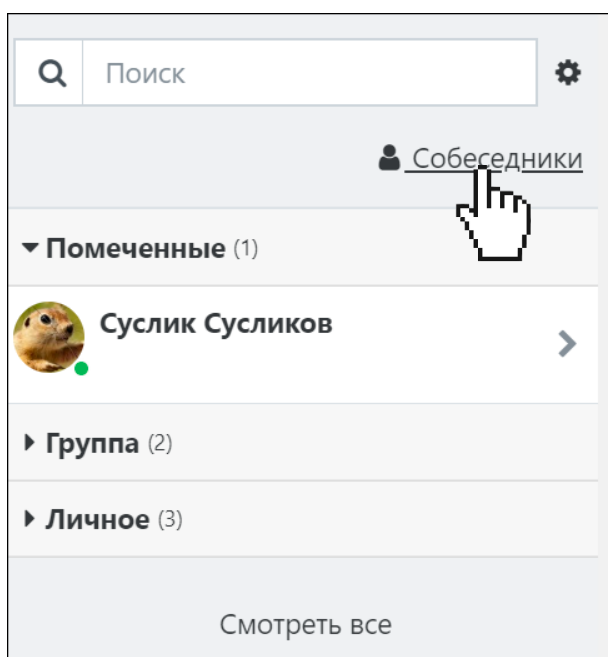 Поиск
Собеседники
Помеченные (1)
Суслик Сусликов
Группа (2)
Личное (3)
Смотреть все